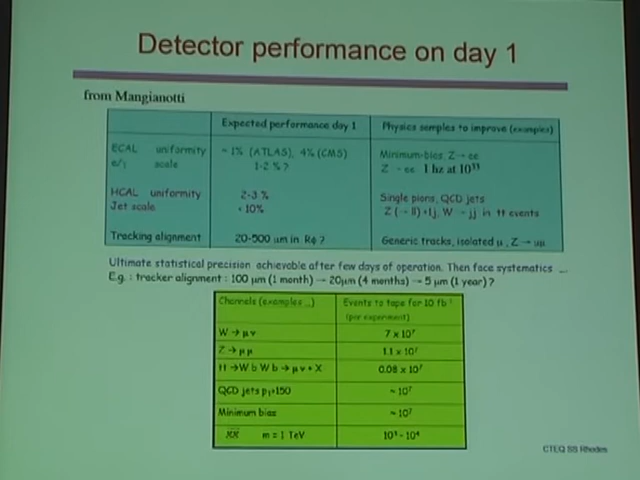 Detector performance on day 1
from Mangianotti
Expected performance day 1 Physics samples to improve (examples)
ECAL uniformity ~ 1% (ATLAS), 4% (CMS) Minimum-bias, Z → ee
e/γ scale 1-2 % ? Z → ee 1 hz at 10³³
HCAL uniformity 2-3 % Single pions, QCD jets
Jet scale < 10% Z (→ ll) +1j, W → jj in tt events
Tracking alignment 20-500 μm in Rφ ? Generic tracks, isolated μ , Z → μμ
Ultimate statistical precision achievable after few days of operation. Then face systematics ...
E.g. : tracker alignment : 100 μm (1 month) → 20μm (4 months) → 5 μm (1 year) ?
Channels (examples ...) Events to tape for 10 fb⁻¹
(per experiment)
W → μ ν 7 x 10⁷
Z → μ μ 1.1 x 10⁷
tt → W b W b → μ ν + X 0.08 x 10⁷
QCD jets pT>150 ~ 10⁷
Minimum bias ~ 10⁷
m = 1 TeV 10³ - 10⁴
CTEQ SS Rhodes